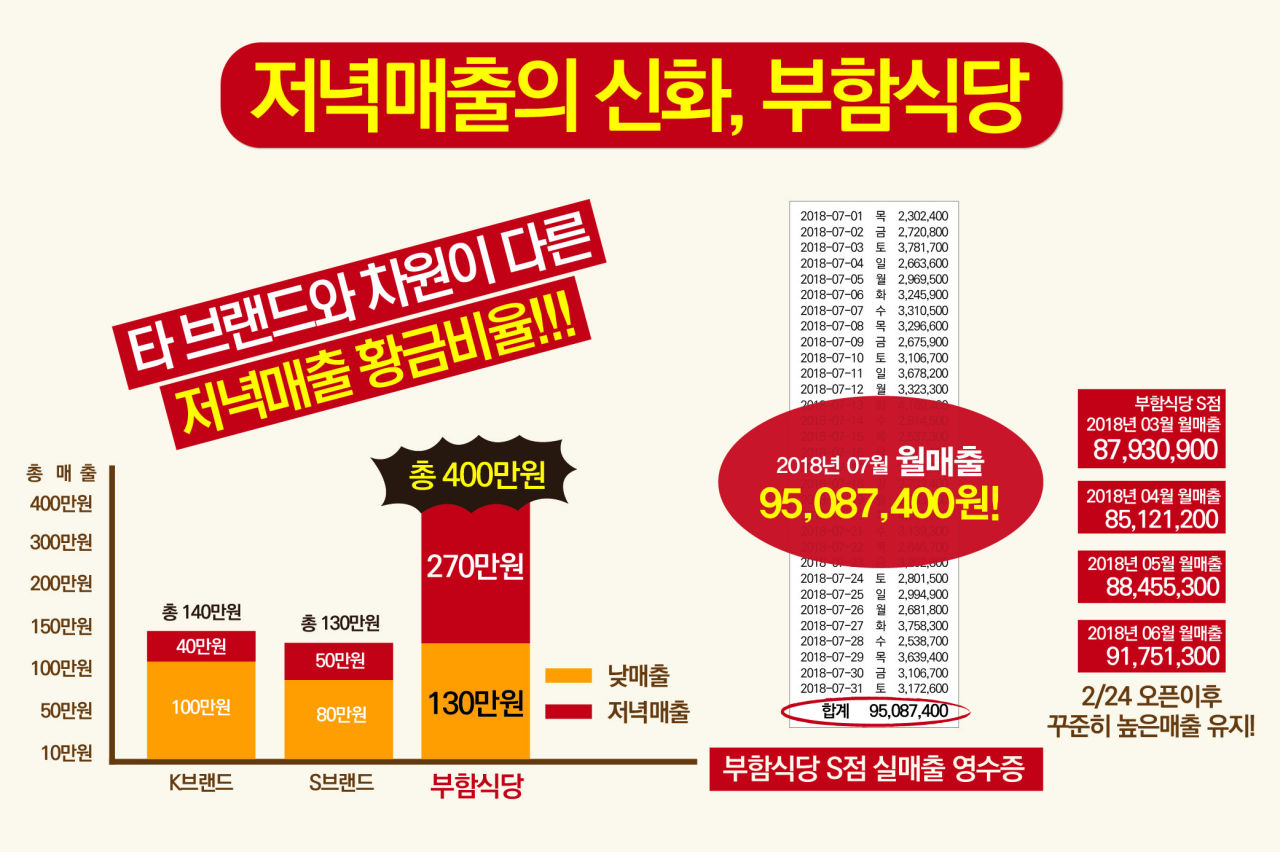 저녁매출의 신화, 부함식당
타 브랜드와 차원이 다른
저녁매출 황금비율!!!
총 매 출
400만원
300만원
200만원
150만원
100만원
50만원
10만원
총 140만원
40만원
100만원
K브랜드
총 130만원
50만원
80만원
S브랜드
총 400만원
270만원
130만원
부함식당
낮매출
저녁매출
2018-07-01 목 2,302,400
2018-07-02 금 2,720,800
2018-07-03 토 3,781,700
2018-07-04 일 2,663,600
2018-07-05 월 2,969,500
2018-07-06 화 3,245,900
2018-07-07 수 3,310,500
2018-07-08 목 3,296,600
2018-07-09 금 2,675,900
2018-07-10 토 3,106,700
2018-07-11 일 3,678,200
2018-07-12 월 3,323,300
2018년 07월 월매출
95,087,400원!
2018-07-24 토 2,801,500
2018-07-25 일 2,994,900
2018-07-26 월 2,681,800
2018-07-27 화 3,758,300
2018-07-28 수 2,538,700
2018-07-29 목 3,639,400
2018-07-30 금 3,106,700
2018-07-31 토 3,172,600
합계 95,087,400
부함식당 S점 실매출 영수증
부함식당 S점
2018년 03월 월매출
87,930,900
2018년 04월 월매출
85,121,200
2018년 05월 월매출
88,455,300
2018년 06월 월매출
91,751,300
2/24 오픈이후
꾸준히 높은매출 유지!